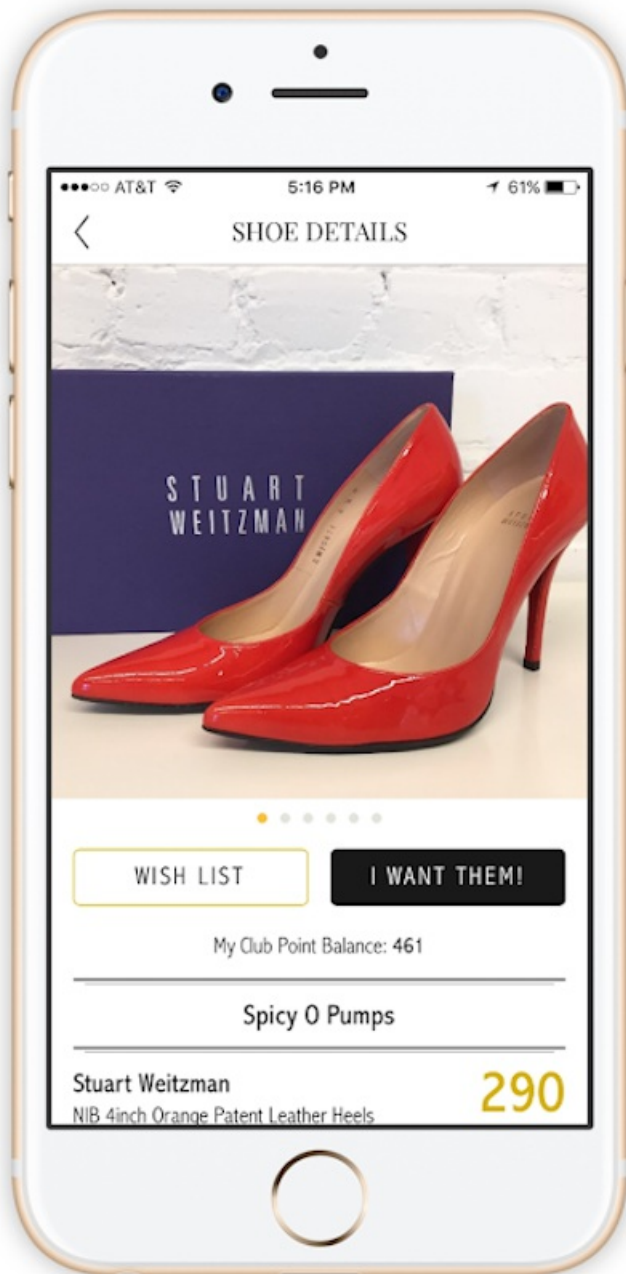 AT&T 5:16 PM 61%
SHOE DETAILS
STUART
WEITZMAN
WISH LIST I WANT THEM!
My Club Point Balance: 461
Spicy O Pumps
Stuart Weitzman 290
NIB 4inch Orange Patent Leather Heels